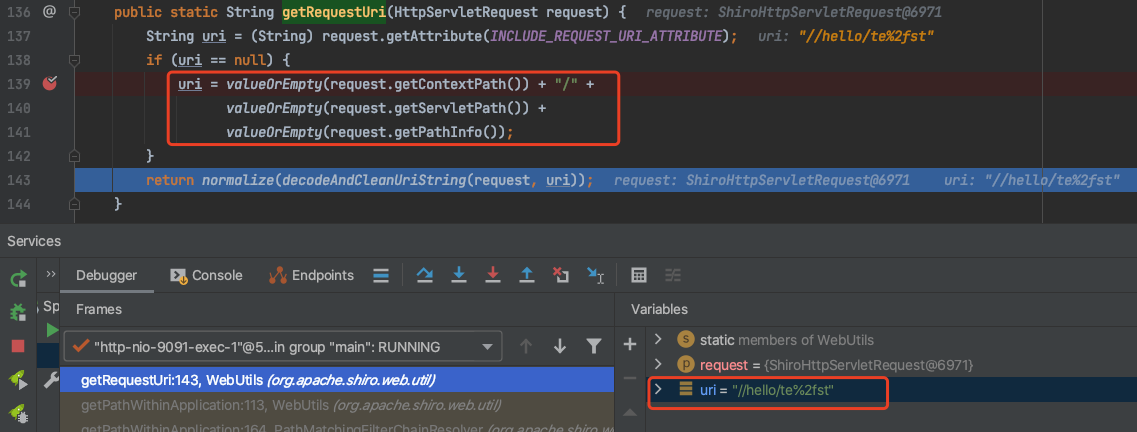 136 @ public static String getRequestUri(HttpServletRequest request) { request: ShiroHttpServletRequest@6971
137 String uri = (String) request.getAttribute(INCLUDE_REQUEST_URI_ATTRIBUTE); uri: "//hello/te%2fst"
138 if (uri == null) {
139 uri = valueOrEmpty(request.getContextPath()) + "/" +
140 valueOrEmpty(request.getServletPath()) +
141 valueOrEmpty(request.getPathInfo());
142 }
143 return normalize(decodeAndCleanUriString(request, uri)); request: ShiroHttpServletRequest@6971 uri: "//hello/te%2fst"
144 }
Services
Debugger Console Endpoints
Sp
Frames
Variables
"http-nio-9091-exec-1"@5...in group "main": RUNNING
static members of WebUtils
request = {ShiroHttpServletRequest@6971}
getRequestUri:143, WebUtils (org.apache.shiro.web.util)
uri = "//hello/te%2fst"
getPathWithinApplication:113, WebUtils (org.apache.shiro.web.util)
getPathWithinApplication:164, PathMatchingFilterChainResolver (org.apache.shiro.web.f